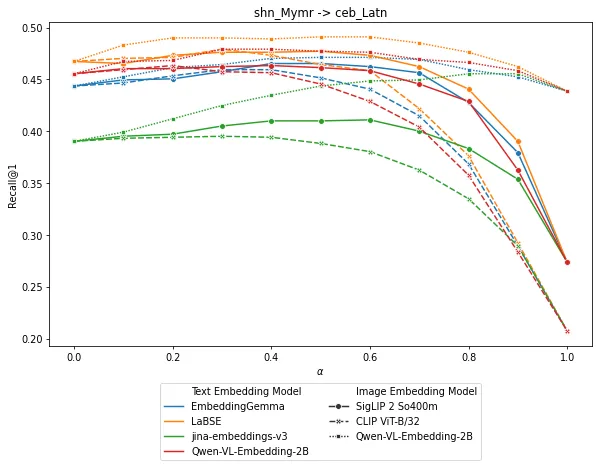 shn_Mymr -> ceb_Latn
Recall@1
0.50
0.45
0.40
0.35
0.30
0.25
0.20
0.0
0.2
0.4
0.6
0.8
1.0
α
Text Embedding Model
EmbeddingGemma
LaBSE
jina-embeddings-v3
Qwen-VL-Embedding-2B
Image Embedding Model
SigLIP 2 So400m
CLIP ViT-B/32
Qwen-VL-Embedding-2B